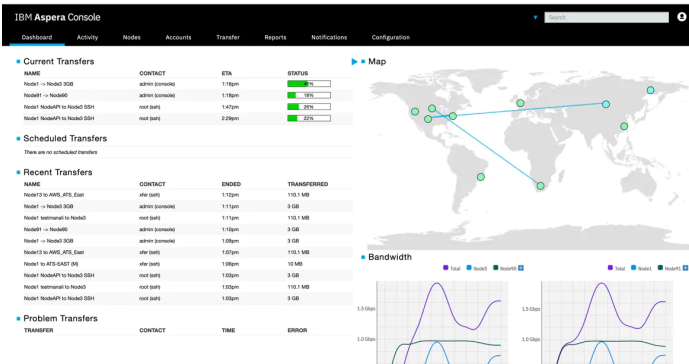 IBM Aspera Console
Search
Dashboard Activity Nodes Accounts Transfer Reports Notifications Configuration
Current Transfers
NAME CONTACT ETA STATUS
Node1 -> Node3 3GB admin (console) 1:16pm
Node91 -> Node90 admin (console) 1:18pm 16%
Node1 NodeAPI to Node3 SSH root (ssh) 1:47pm 26%
Node1 NodeAPI to Node3 SSH root (ssh) 2:29pm 22%
Scheduled Transfers
There are no scheduled transfers
Recent Transfers
NAME CONTACT ENDED TRANSFERRED
Node13 to AWS_ATS_East xfer (ssh) 1:12pm 110.1 MB
Node1 -> Node3 3GB admin (console) 1:11pm 3 GB
Node1 testmanali to Node3 root (ssh) 1:11pm 110.1 MB
Node91 -> Node90 admin (console) 1:10pm 3 GB
Node1 -> Node3 3GB admin (console) 1:09pm 3 GB
Node13 to AWS_ATS_East xfer (ssh) 1:07pm 110.1 MB
Node1 to ATS-EAST (M) xfer (ssh) 1:06pm 10 MB
Node1 NodeAPI to Node3 SSH root (ssh) 1:03pm 3 GB
Node1 testmanali to Node3 root (ssh) 1:03pm 110.1 MB
Node1 NodeAPI to Node3 SSH root (ssh) 1:03pm 3 GB
Problem Transfers
TRANSFER CONTACT TIME ERROR
Map
Bandwidth
Total Node3 Node90
1.5 Gbps
1.0 Gbps
Total Node1 Node91
1.5 Gbps
1.0 Gbps